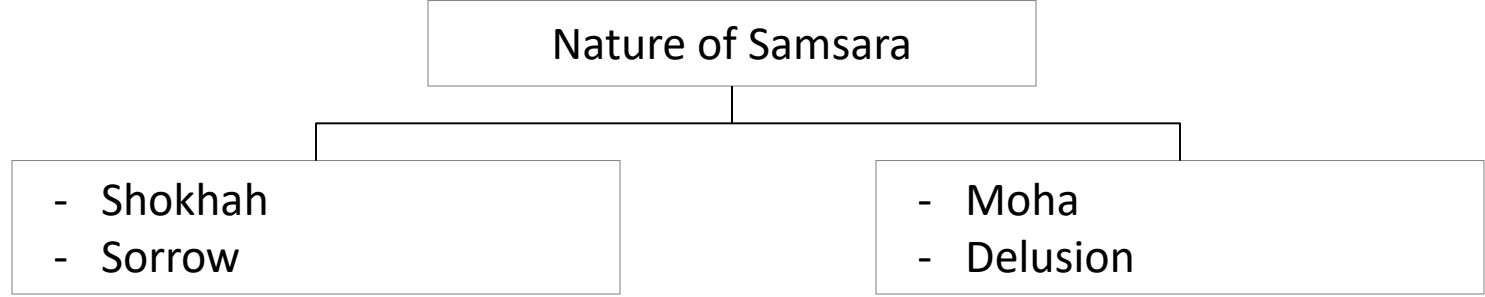 Nature of Samsara
- Shokhah
- Sorrow
- Moha
- Delusion